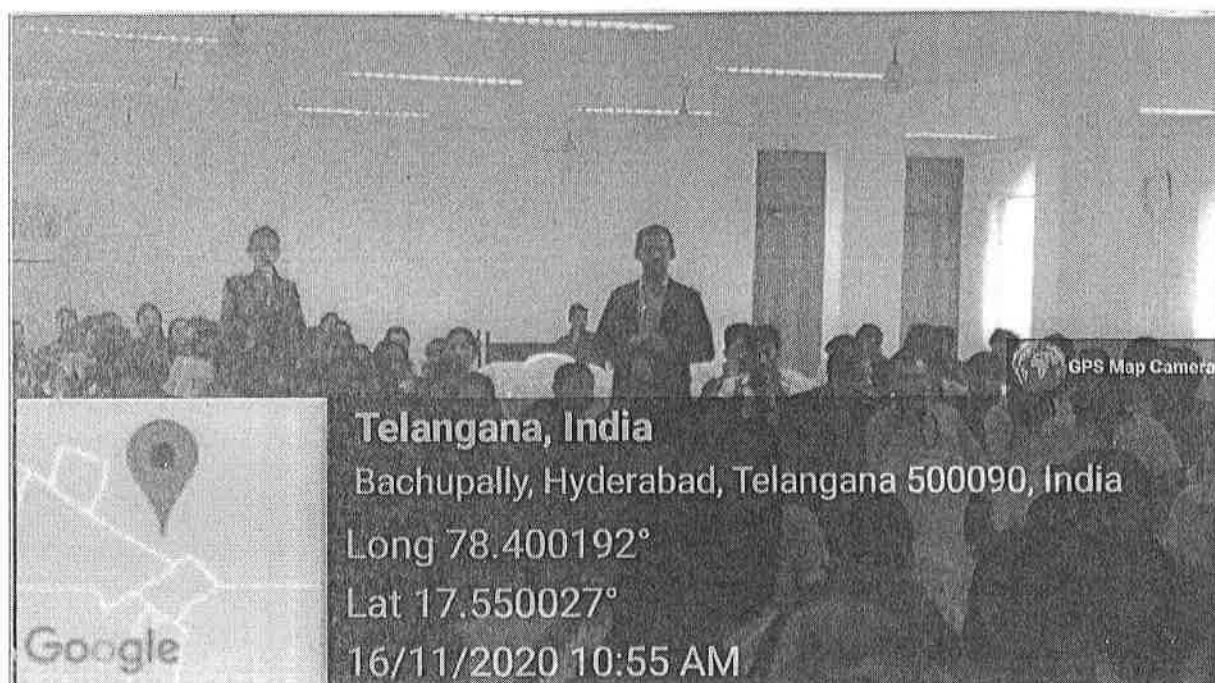 GPS Map Camera
Telangana, India
Bachupally, Hyderabad, Telangana 500090, India
Long 78.400192°
Lat 17.550027°
16/11/2020 10:55 AM
Google